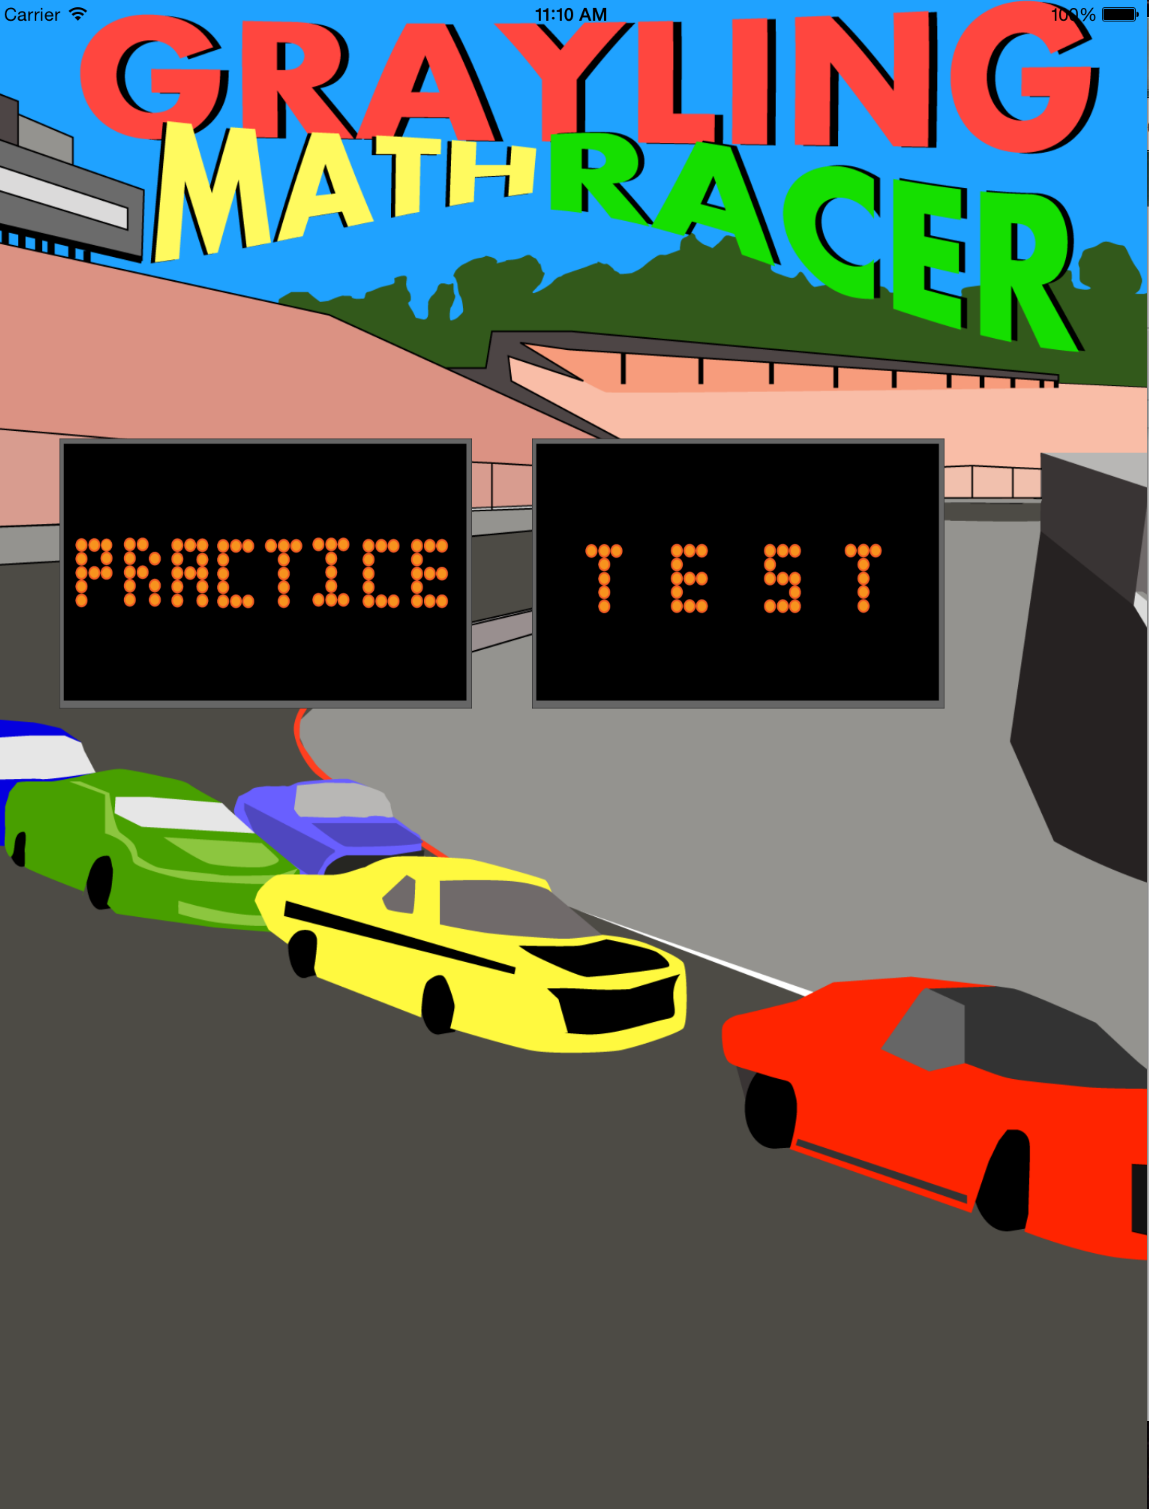 Carrier 11:10 AM 100%
GRAYLING
MATH RACER
PRACTICE TEST